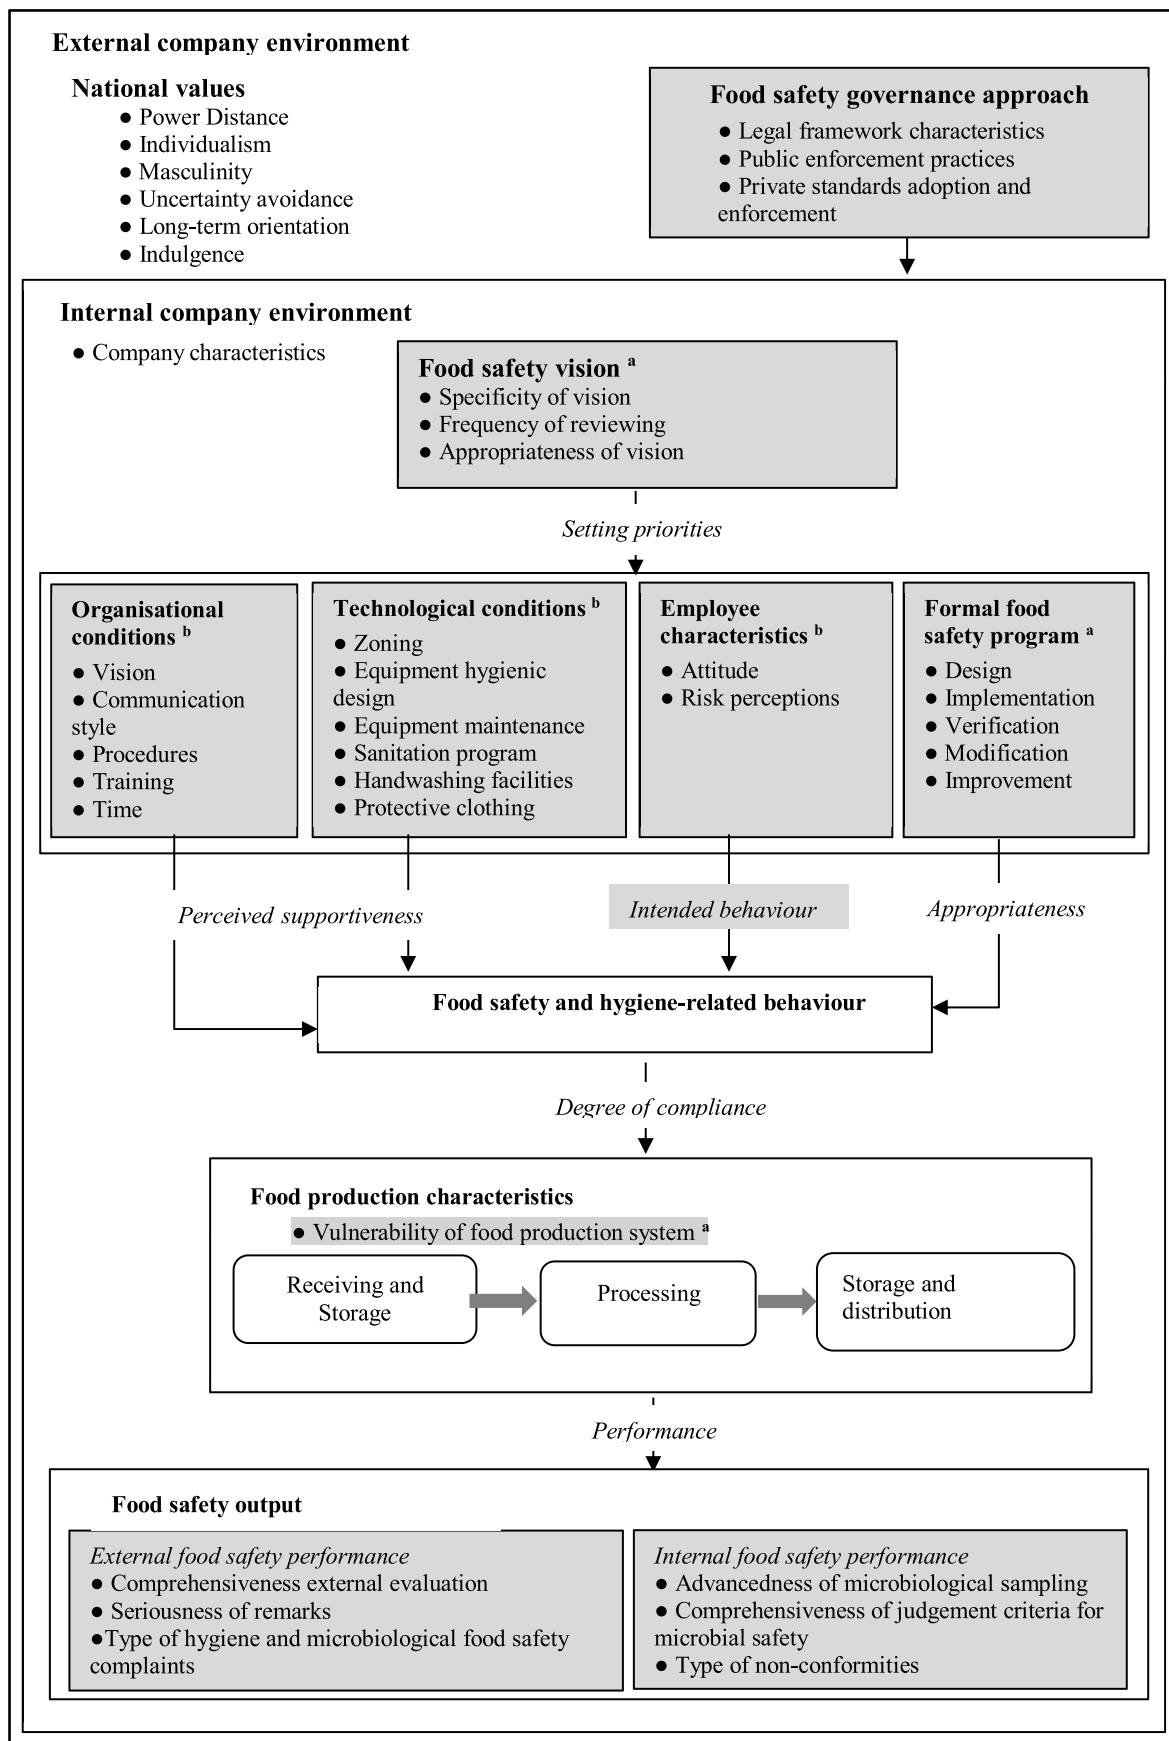 External company environment
National values
● Power Distance
● Individualism
● Masculinity
● Uncertainty avoidance
● Long-term orientation
● Indulgence
Food safety governance approach
● Legal framework characteristics
● Public enforcement practices
● Private standards adoption and
enforcement
Internal company environment
● Company characteristics
Food safety vision a
● Specificity of vision
● Frequency of reviewing
● Appropriateness of vision
Setting priorities
Organisational
conditions b
● Vision
● Communication
style
● Procedures
● Training
● Time
Technological conditions b
● Zoning
● Equipment hygienic
design
● Equipment maintenance
● Sanitation program
● Handwashing facilities
● Protective clothing
Employee
characteristics b
● Attitude
● Risk perceptions
Formal food
safety program a
● Design
● Implementation
● Verification
● Modification
● Improvement
Perceived supportiveness
Intended behaviour
Appropriateness
Food safety and hygiene-related behaviour
Degree of compliance
Food production characteristics
● Vulnerability of food production system a
Receiving and
Storage
Processing
Storage and
distribution
Performance
Food safety output
External food safety performance
● Comprehensiveness external evaluation
● Seriousness of remarks
●Type of hygiene and microbiological food safety
complaints
Internal food safety performance
● Advancedness of microbiological sampling
● Comprehensiveness of judgement criteria for
microbial safety
● Type of non-conformities